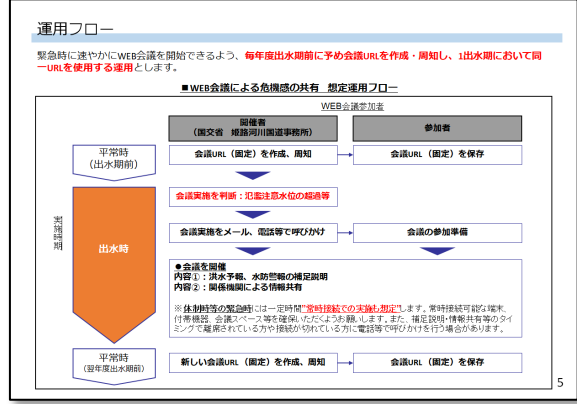 運用フロー
緊急時に速やかにWEB会議を開始できるよう、毎年度出水期前に予め会議URLを作成・周知し、1出水期において同
一URLを使用する運用とします。
■WEB会議による危機感の共有 想定運用フロー
WEB会議参加者
開催者
（国交省 姫路河川国道事務所）
参加者
平常時
（出水期前）
会議URL（固定）を作成、周知
会議URL（固定）を保存
会議実施を判断：氾濫注意水位の超過等
実施時期
出水時
会議実施をメール、電話等で呼びかけ
会議の参加準備
●会議を開催
内容①：洪水予報、水防警報の補足説明
内容②：関係機関による情報共有
※体制時等の緊急時には一定時間"常時接続での実施も想定"します。常時接続可能な端末、
付帯機器、会議スペース等を確保いただくようお願いします。また、補足説明・情報共有等のタイ
ミングで離席されている方や接続が切れている方に電話等で呼びかけを行う場合があります。
平常時
（翌年度出水期前）
新しい会議URL（固定）を作成、周知
会議URL（固定）を保存
5